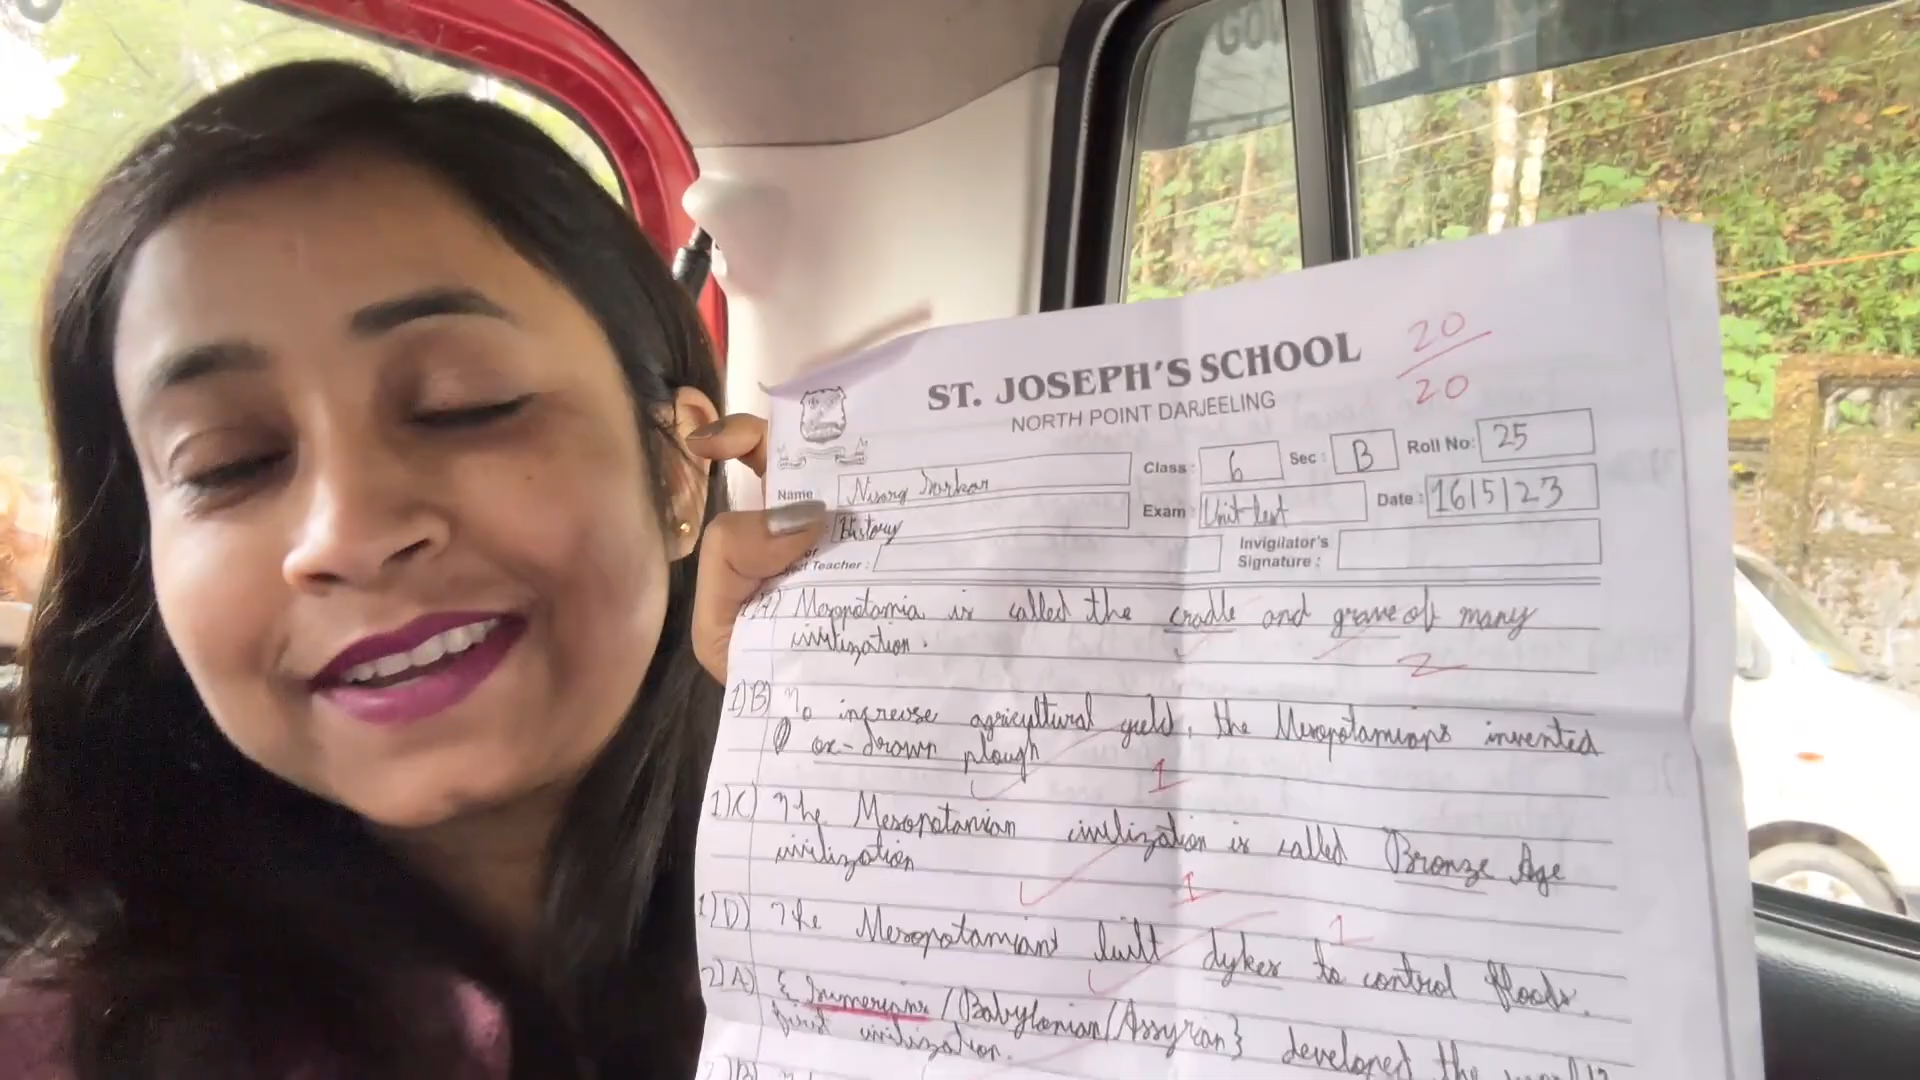 ST. JOSEPH'S SCHOOL
20/20
NORTH POINT DARJEELING
Name Nisarg Sarkar Class : 6 Sec : B Roll No: 25
History Exam : Unit test Date : 16/5/23
Teacher : Invigilator's Signature :
Mesopotamia is called the cradle and grave of many
civilization.
2
1)B) To increase agricultural yield, the Mesopotamians invented
ox-drawn plough
1
1)C) The Mesopotamian civilization is called Bronze Age
civilization
1
1)D) The Mesopotamians built dykes to control floods.
1
2)A) { Sumerians / Babylonian / Assyrian } developed the world's
first civilization.